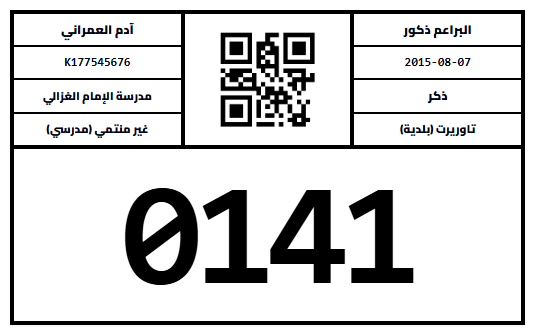 البراعم ذكور
آدم العمراني
2015-08-07
K177545676
ذكر
مدرسة الإمام الغزالي
تاوريرت (بلدية)
غير منتمي (مدرسي)
0141